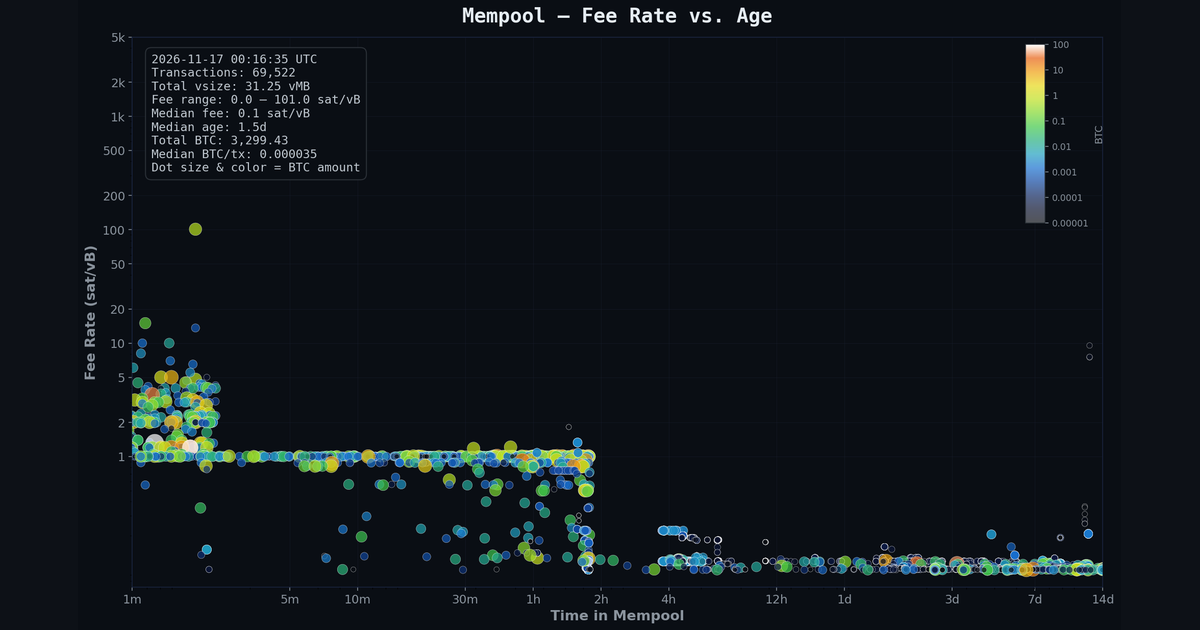 Mempool — Fee Rate vs. Age
2026-11-17 00:16:35 UTC
Transactions: 69,522
Total vsize: 31.25 vMB
Fee range: 0.0 — 101.0 sat/vB
Median fee: 0.1 sat/vB
Median age: 1.5d
Total BTC: 3,299.43
Median BTC/tx: 0.000035
Dot size & color = BTC amount
5k
2k
1k
500
200
100
50
20
10
5
2
1
Fee Rate (sat/vB)
100
10
1
0.1
0.01
0.001
0.0001
0.00001
BTC
1m 5m 10m 30m 1h 2h 4h 12h 1d 3d 7d 14d
Time in Mempool